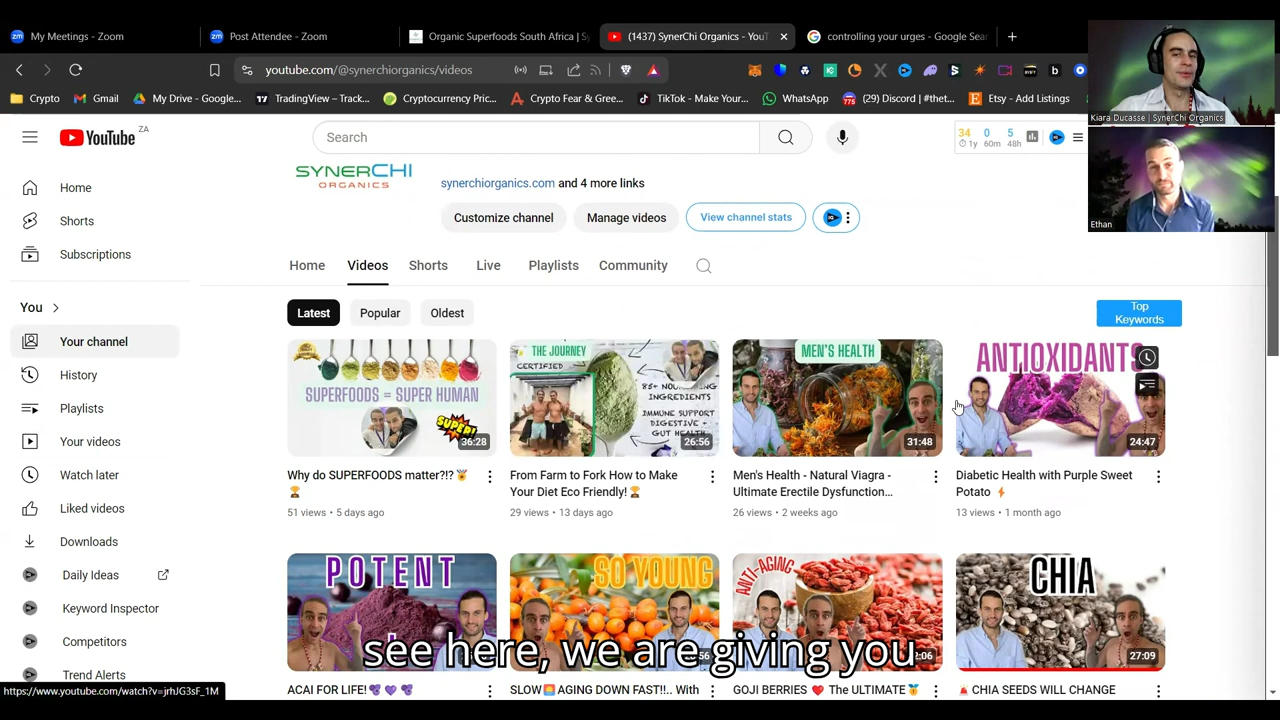 My Meetings - Zoom
Post Attendee - Zoom
Organic Superfoods South Africa | S
(1437) SynerChi Organics - YouT
controlling your urges - Google Sea
youtube.com/@synerchiorganics/videos
Crypto
Gmail
My Drive - Google...
TradingView – Track...
Cryptocurrency Pric...
Crypto Fear & Gree...
TikTok - Make Your...
WhatsApp
(29) Discord | #thet...
Etsy - Add Listings
Kiara Ducasse | SynerChi Organics
Ethan
YouTube
ZA
Search
34 0 5
1y 60m 48h
SYNERCHI
ORGANICS
synerchiorganics.com and 4 more links
Customize channel
Manage videos
View channel stats
Home
Videos
Shorts
Live
Playlists
Community
Latest
Popular
Oldest
Top
Keywords
Home
Shorts
Subscriptions
You
Your channel
History
Playlists
Your videos
Watch later
Liked videos
Downloads
Daily Ideas
Keyword Inspector
Competitors
Trend Alerts
SUPERFOODS = SUPER HUMAN
SUPER!
36:28
Why do SUPERFOODS matter?!?
51 views • 5 days ago
THE JOURNEY
CERTIFIED
85+ NOURISHING
INGREDIENTS
IMMUNE SUPPORT
DIGESTIVE +
GUT HEALTH
26:56
From Farm to Fork How to Make
Your Diet Eco Friendly!
29 views • 13 days ago
MEN'S HEALTH
31:48
Men's Health - Natural Viagra -
Ultimate Erectile Dysfunction...
26 views • 2 weeks ago
ANTIOXIDANTS
24:47
Diabetic Health with Purple Sweet
Potato
13 views • 1 month ago
POTENT
ACAI FOR LIFE!
SO YOUNG
SLOW AGING DOWN FAST!!.. With
ANTI-AGING
GOJI BERRIES The ULTIMATE
CHIA
27:09
CHIA SEEDS WILL CHANGE
see here, we are giving you
https://www.youtube.com/watch?v=jrhJG3sF_1M